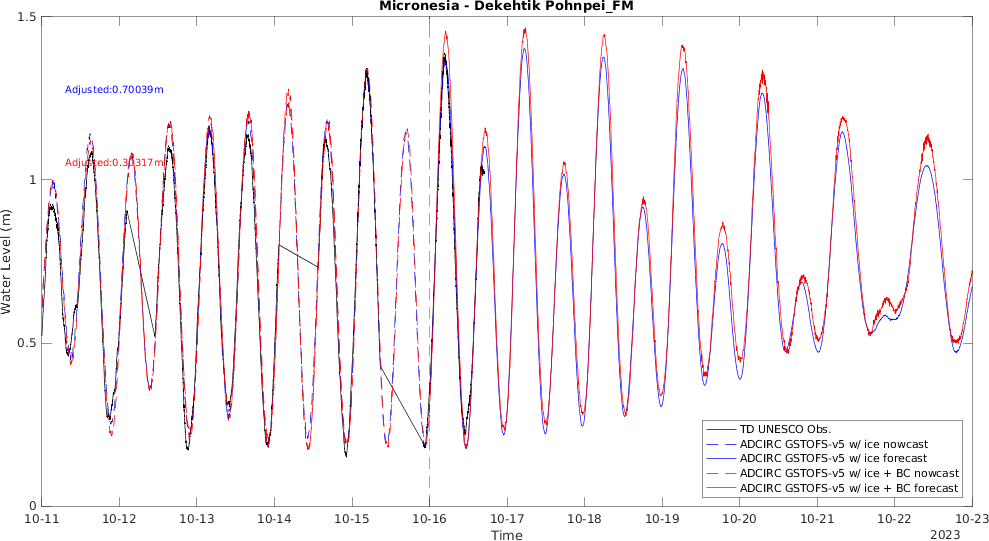 Micronesia - Dekehtik Pohnpei_FM
1.5
1
0.5
0
Water Level (m)
Adjusted:0.70039m
Adjusted:0.30317m
TD UNESCO Obs.
ADCIRC GSTOFS-v5 w/ ice nowcast
ADCIRC GSTOFS-v5 w/ ice forecast
ADCIRC GSTOFS-v5 w/ ice + BC nowcast
ADCIRC GSTOFS-v5 w/ ice + BC forecast
10-11 10-12 10-13 10-14 10-15 10-16 10-17 10-18 10-19 10-20 10-21 10-22 10-23
Time
2023